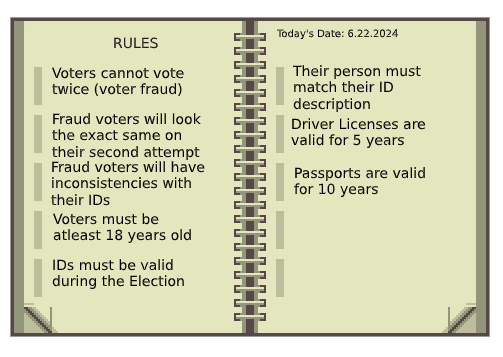 RULES
Voters cannot vote
twice (voter fraud)
Fraud voters will look
the exact same on
their second attempt
Fraud voters will have
inconsistencies with
their IDs
Voters must be
atleast 18 years old
IDs must be valid
during the Election
Today's Date: 6.22.2024
Their person must
match their ID
description
Driver Licenses are
valid for 5 years
Passports are valid
for 10 years